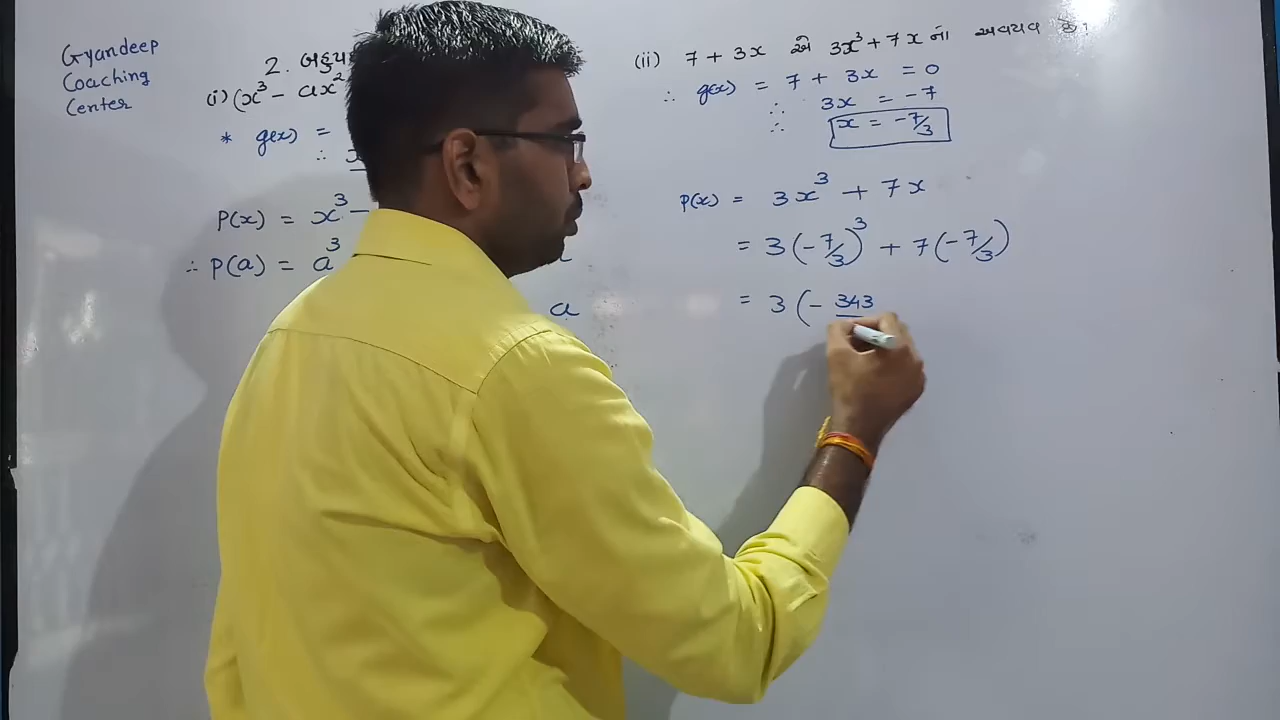 Gyandeep
Coaching
Center
2. બહુપ
(i) (x³ - ax²
* g(x) =
∴
P(x) = x³ -
∴ P(a) = a³
a
(ii) 7 + 3x એ 3x³ + 7x નાં અવયવ છે.
∴ g(x) = 7 + 3x = 0
∴ 3x = -7
∴ x = -7/3
P(x) = 3x³ + 7x
= 3(-7/3)³ + 7(-7/3)
= 3(- 343